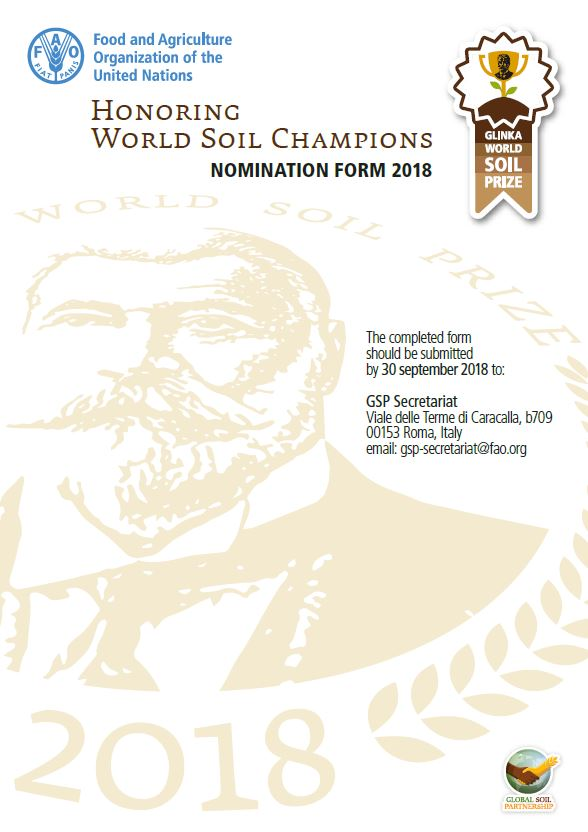 FAO
FIAT PANIS
Food and Agriculture
Organization of the
United Nations
HONORING
WORLD SOIL CHAMPIONS
NOMINATION FORM 2018
GLINKA
WORLD
SOIL
PRIZE
WORLD SOIL PRIZE
The completed form
should be submitted
by 30 september 2018 to:
GSP Secretariat
Viale delle Terme di Caracalla, b709
00153 Roma, Italy
email: gsp-secretariat@fao.org
2018
GLOBAL SOIL
PARTNERSHIP